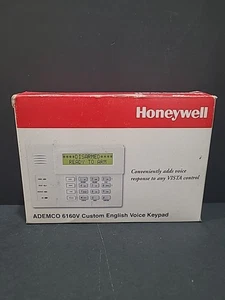 Honeywell
****DISARMED****
READY TO ARM
Conveniently adds voice
response to any VISTA control
ADEMCO 6160V Custom English Voice Keypad